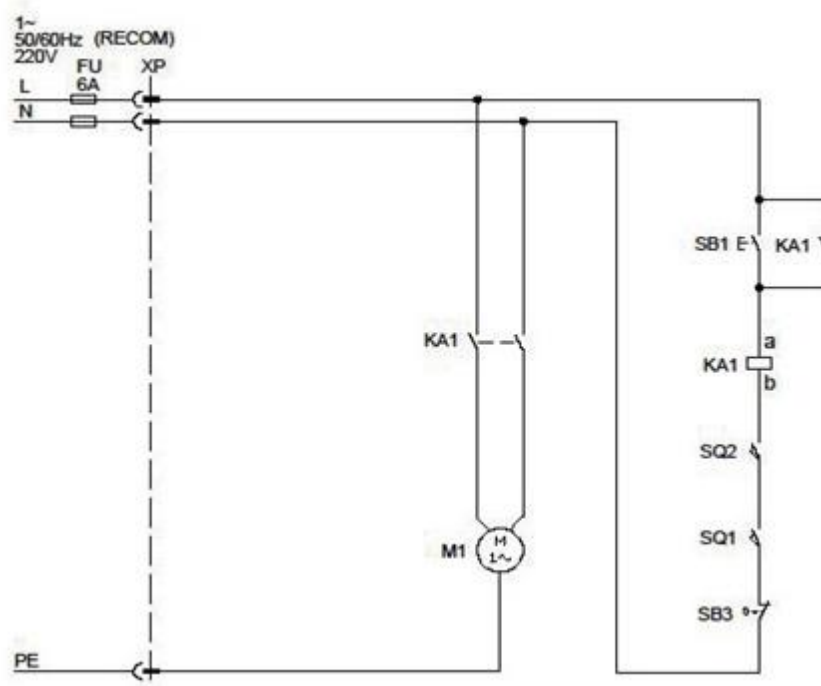 1~
50/60Hz (RECOM)
220V
FU XP
6A
L
N
SB1 KA1
KA1
a
KA1
b
SQ2
SQ1
M1
M
1~
SB3
PE